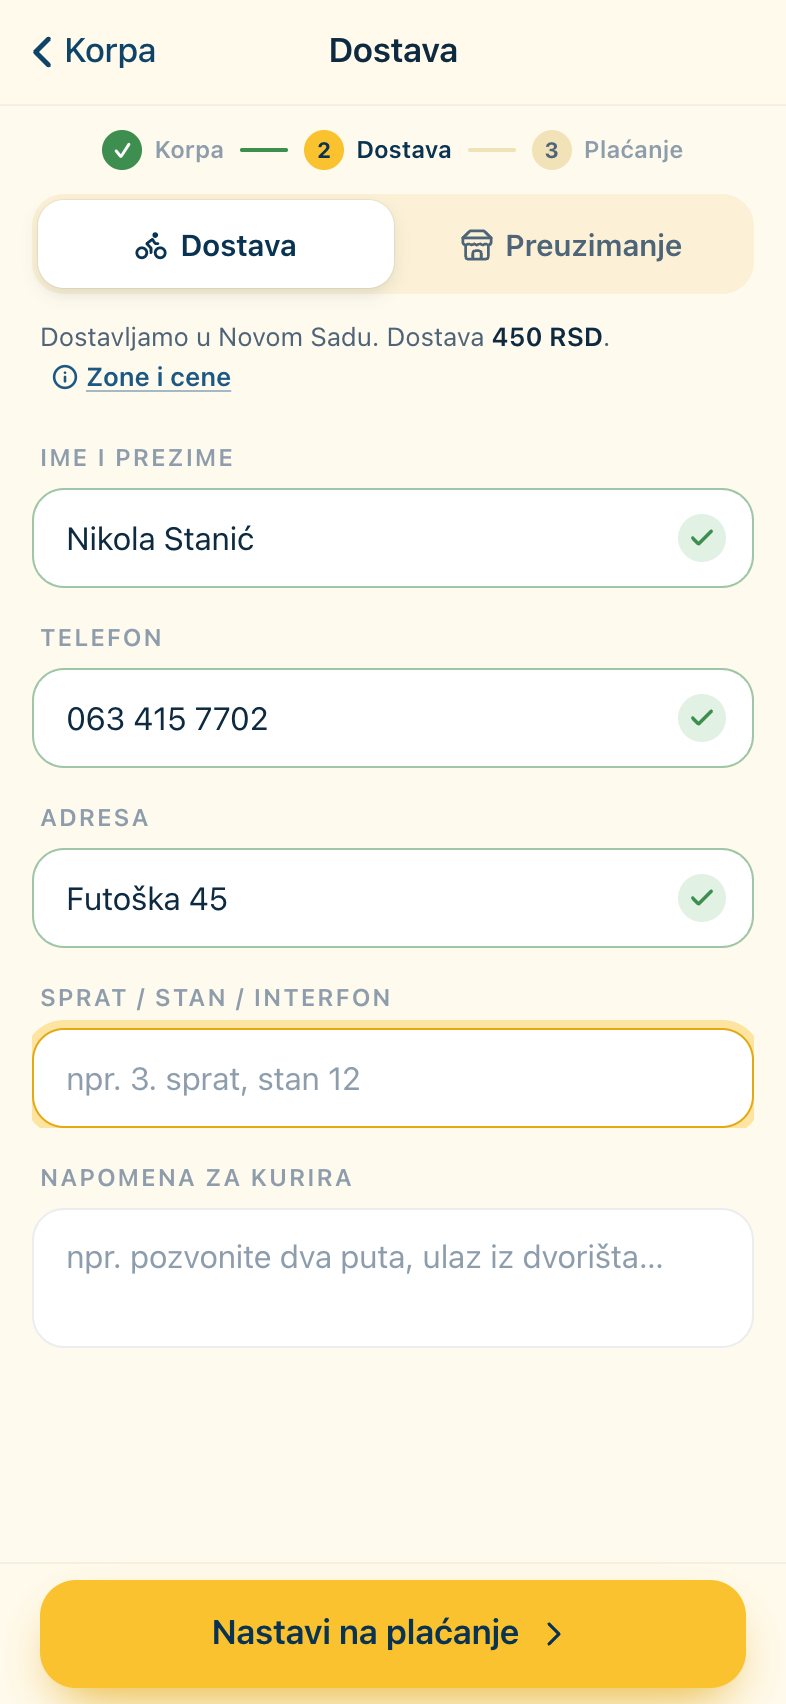 Korpa
Dostava
Korpa 2 Dostava 3 Plaćanje
Dostava
Preuzimanje
Dostavljamo u Novom Sadu. Dostava 450 RSD.
Zone i cene
IME I PREZIME
Nikola Stanić
TELEFON
063 415 7702
ADRESA
Futoška 45
SPRAT / STAN / INTERFON
npr. 3. sprat, stan 12
NAPOMENA ZA KURIRA
npr. pozvonite dva puta, ulaz iz dvorišta...
Nastavi na plaćanje